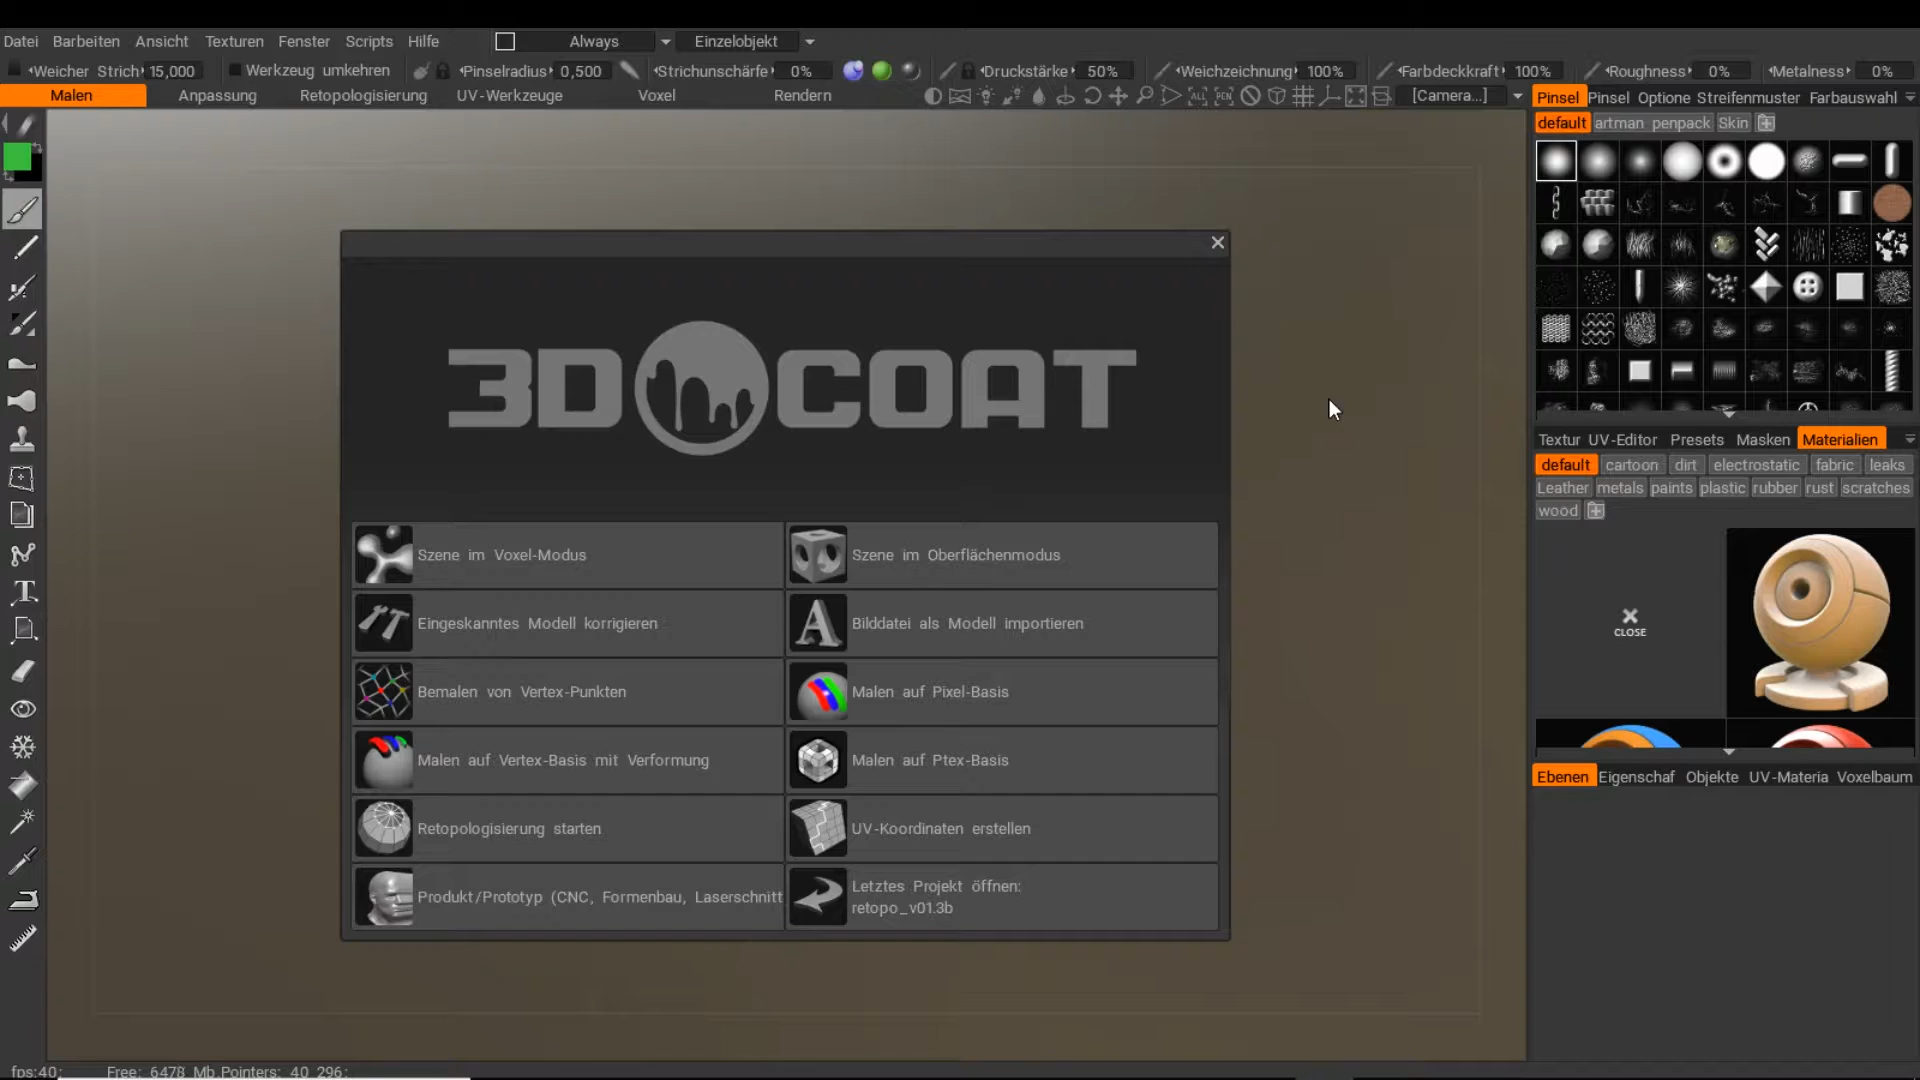 Datei Bearbeiten Ansicht Texturen Fenster Scripts Hilfe Always Einzelobjekt
Weicher Strich 15,000 Werkzeug umkehren Pinselradius 0,500 Strichunschärfe 0% Druckstärke 50% Weichzeichnung 100% Farbdeckkraft 100% Roughness 0% Metalness 0%
Malen Anpassung Retopologisierung UV-Werkzeuge Voxel Rendern ALL PEN [Camera...]
Pinsel Pinsel Optione Streifenmuster Farbauswahl
default artman penpack Skin
3D COAT
Szene im Voxel-Modus
Szene im Oberflächenmodus
Eingeskanntes Modell korrigieren
Bilddatei als Modell importieren
Bemalen von Vertex-Punkten
Malen auf Pixel-Basis
Malen auf Vertex-Basis mit Verformung
Malen auf Ptex-Basis
Retopologisierung starten
UV-Koordinaten erstellen
Produkt/Prototyp (CNC, Formenbau, Laserschnitt
Letztes Projekt öffnen:
retopo_v01.3b
Textur UV-Editor Presets Masken Materialien
default cartoon dirt electrostatic fabric leaks
Leather metals paints plastic rubber rust scratches
wood
CLOSE
Ebenen Eigenschaf Objekte UV-Materia Voxelbaum
fps:40; Free: 6478 Mb,Pointers: 40 296;